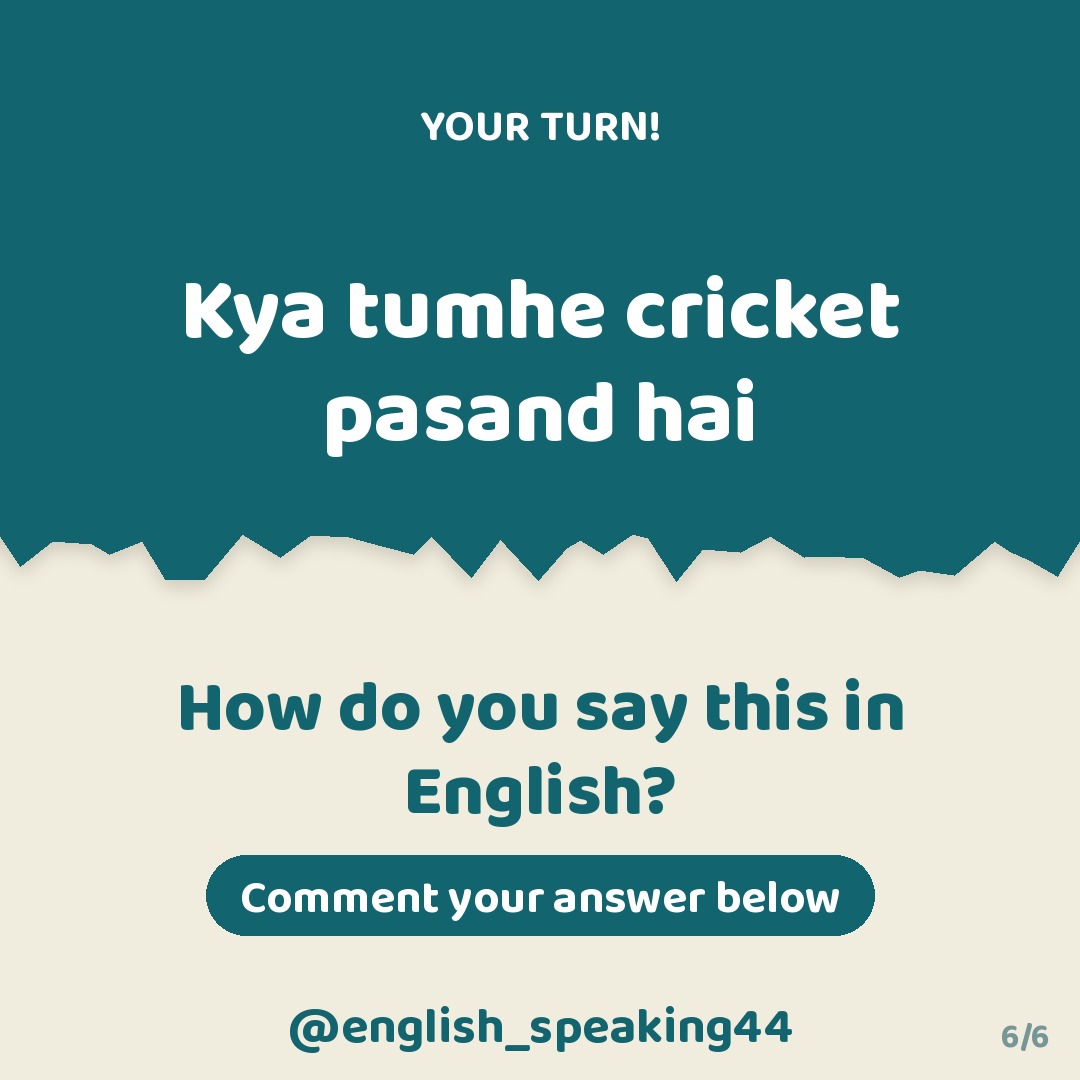 YOUR TURN!
Kya tumhe cricket
pasand hai
How do you say this in
English?
Comment your answer below
@english_speaking44
6/6